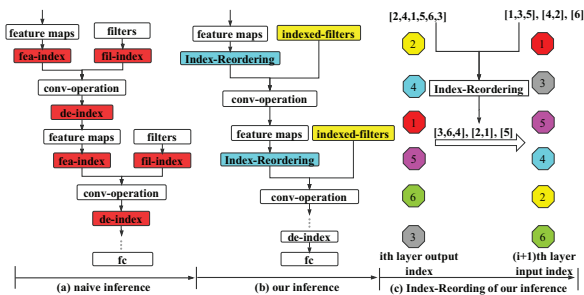 feature maps
filters
fea-index
fil-index
conv-operation
de-index
feature maps
filters
fea-index
fil-index
conv-operation
de-index
fc
(a) naive inference
feature maps
indexed-filters
Index-Reordering
conv-operation
feature maps
indexed-filters
Index-Reordering
conv-operation
de-index
fc
(b) our inference
[2,4,1,5,6,3]
[1,3,5], [4,2], [6]
2
1
4
Index-Reordering
3
1
[3,6,4], [2,1], [5]
5
5
4
6
2
3
6
ith layer output
index
(i+1)th layer
input index
(c) Index-Reording of our inference